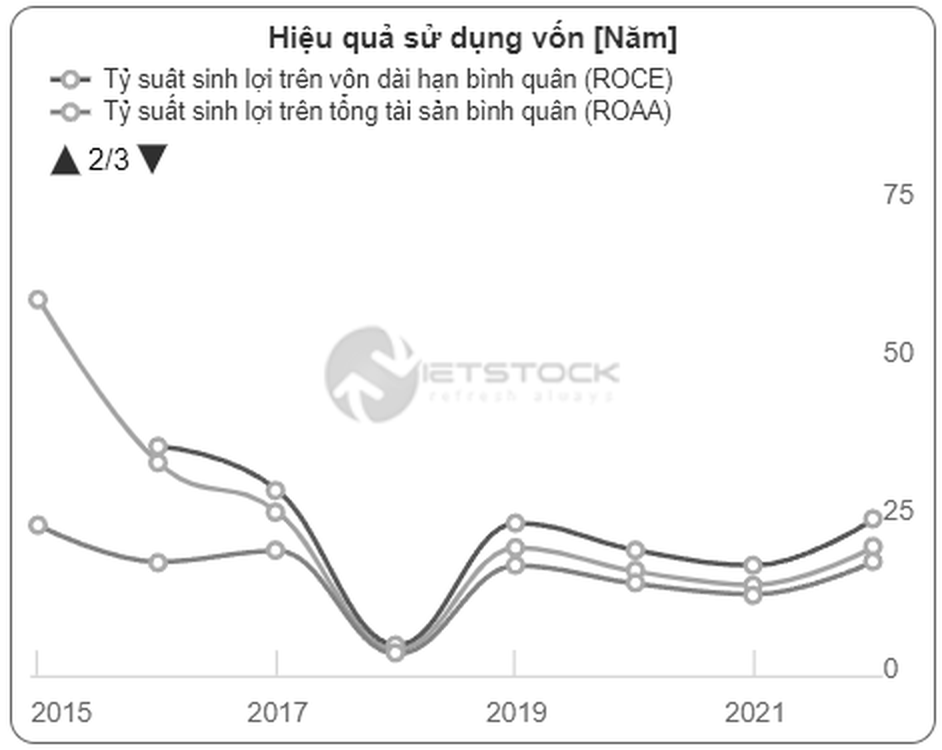 Hiệu quả sử dụng vốn [Năm]
Tỷ suất sinh lợi trên vốn dài hạn bình quân (ROCE)
Tỷ suất sinh lợi trên tổng tài sản bình quân (ROAA)
▲ 2/3 ▼
75
50
25
0
IETSTOCK
refresh always
2015 2017 2019 2021